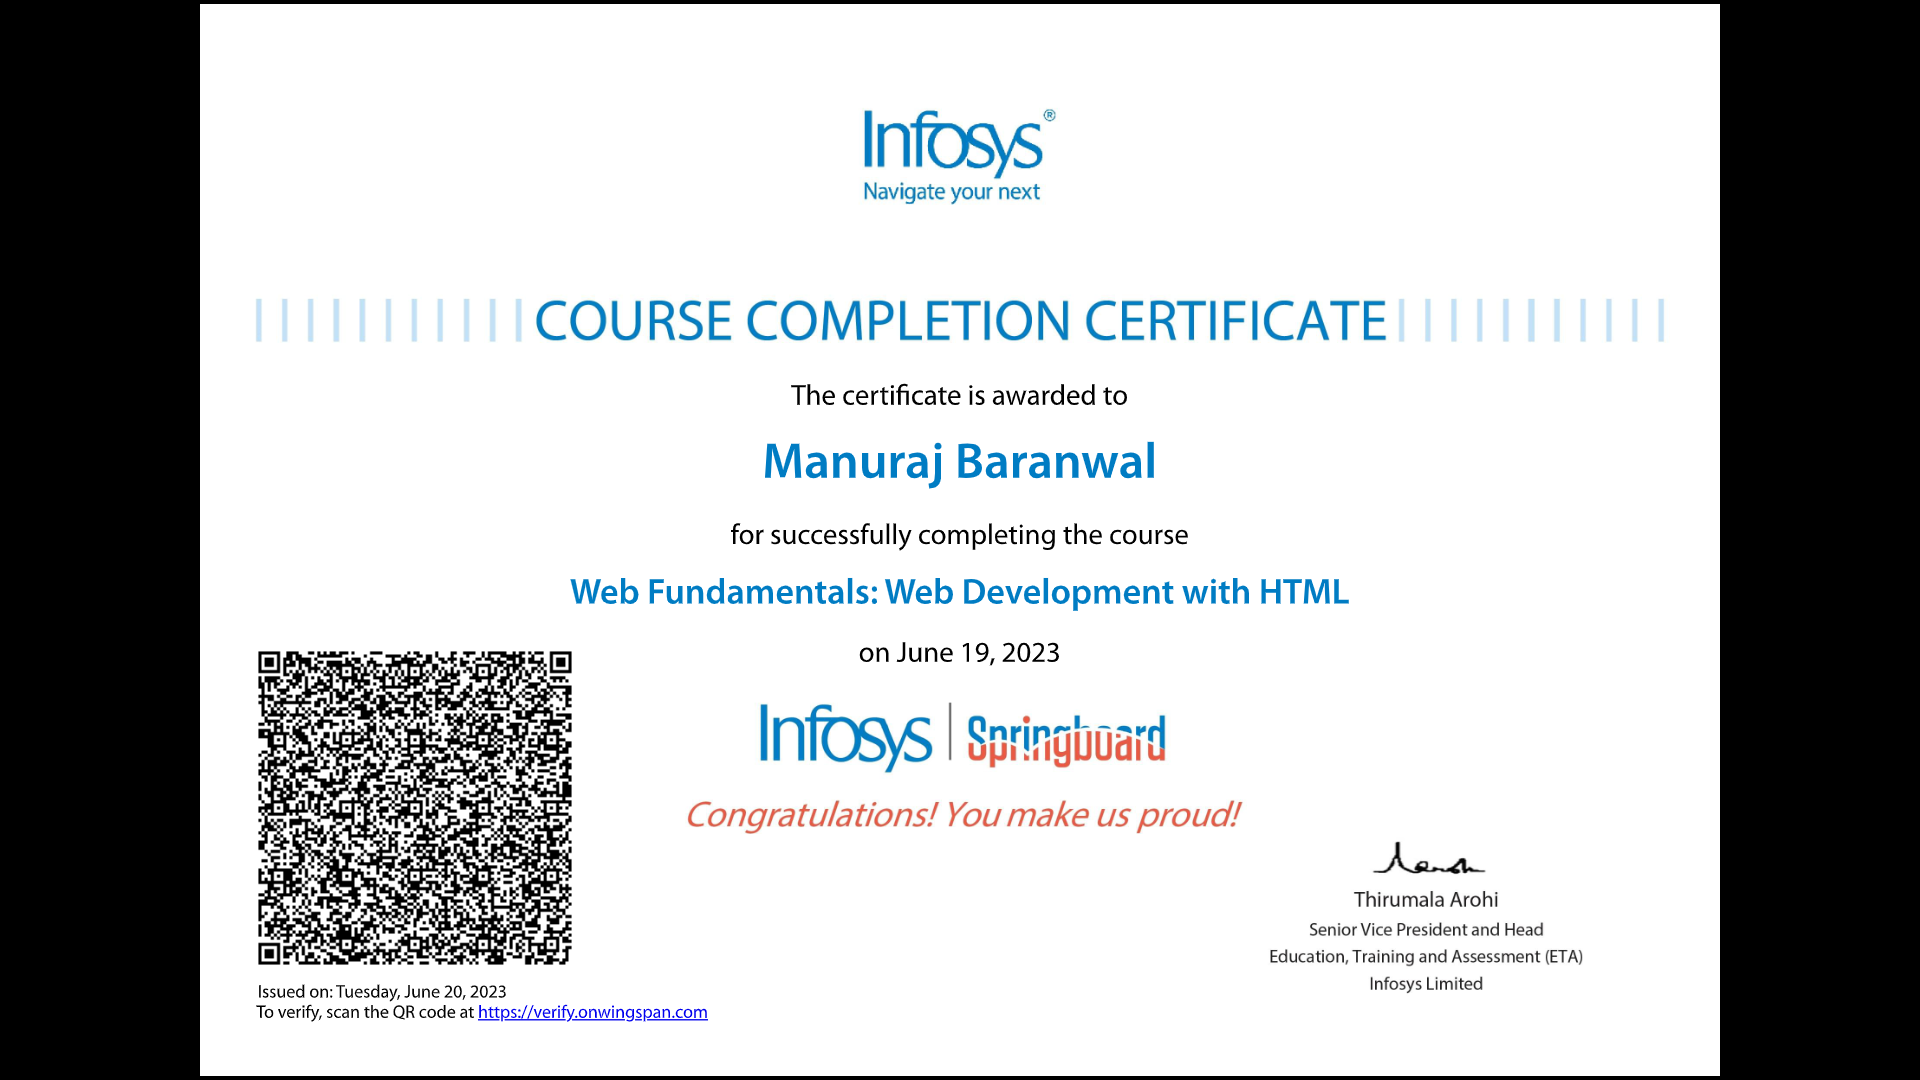 Infosys®
Navigate your next
COURSE COMPLETION CERTIFICATE
The certificate is awarded to
Manuraj Baranwal
for successfully completing the course
Web Fundamentals: Web Development with HTML
on June 19, 2023
Infosys | Springboard
Congratulations! You make us proud!
Thirumala Arohi
Senior Vice President and Head
Education, Training and Assessment (ETA)
Infosys Limited
Issued on: Tuesday, June 20, 2023
To verify, scan the QR code at https://verify.onwingspan.com